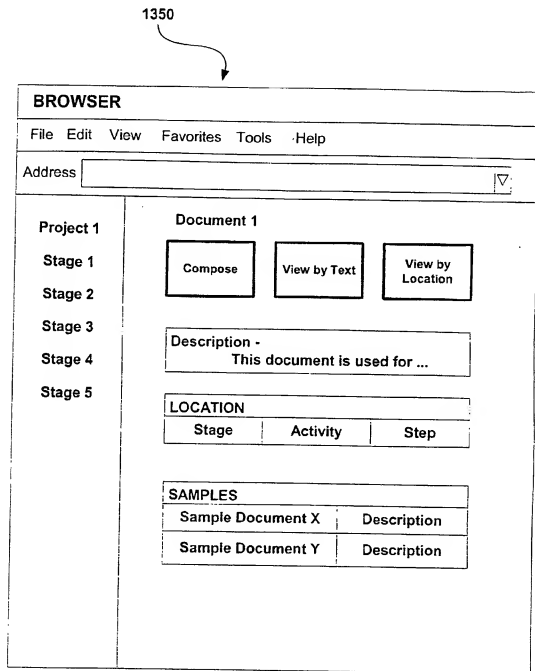 1350
BROWSER
File Edit View Favorites Tools Help
Address
Project 1
Stage 1
Stage 2
Stage 3
Stage 4
Stage 5
Document 1
Compose
View by Text
View by
Location
Description -
This document is used for ...
LOCATION
Stage Activity Step
SAMPLES
Sample Document X Description
Sample Document Y Description